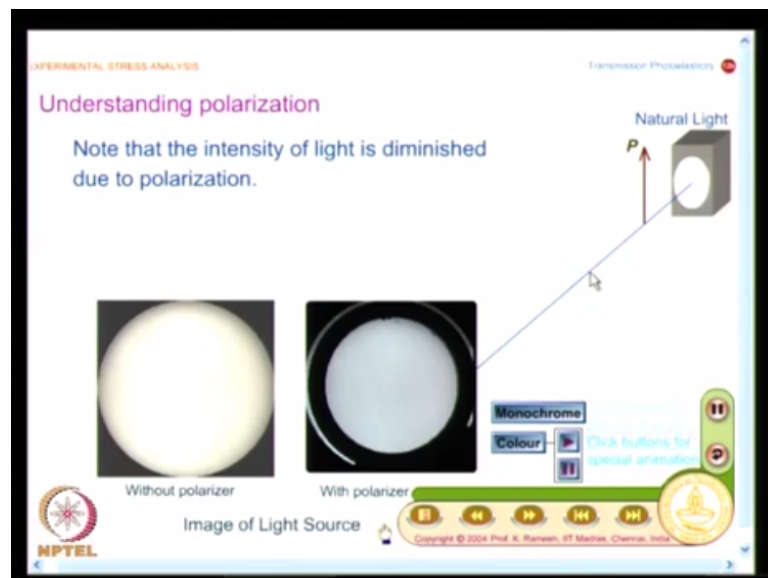 EXPERIMENTAL STRESS ANALYSIS
Transmission Photoelasticity
Understanding polarization
Natural Light
P
Note that the intensity of light is diminished
due to polarization.
Monochrome
Colour
Click buttons for
special animation
Without polarizer
With polarizer
Image of Light Source
NPTEL
Copyright © 2004 Prof. K. Ramesh, IIT Madras, Chennai, India